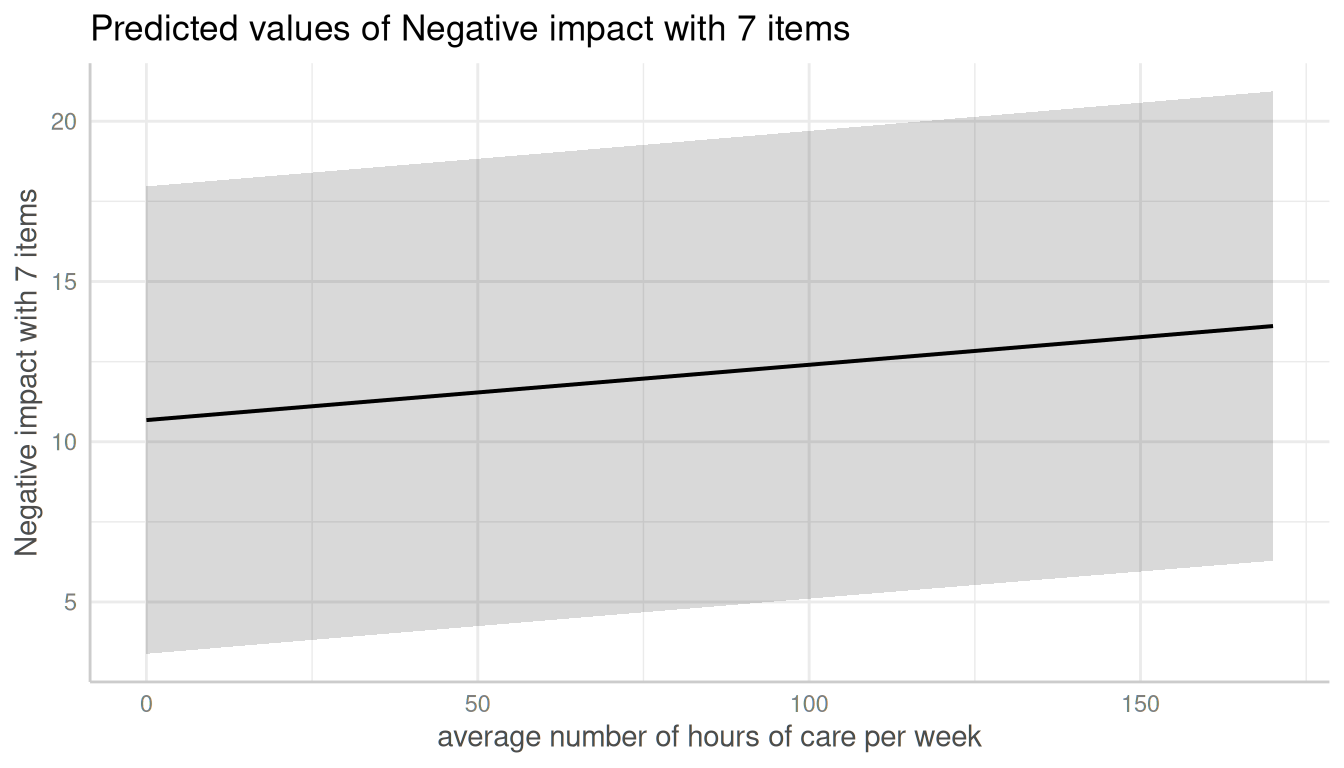 Predicted values of Negative impact with 7 items
Negative impact with 7 items
20
15
10
5
0
50
100
150
average number of hours of care per week